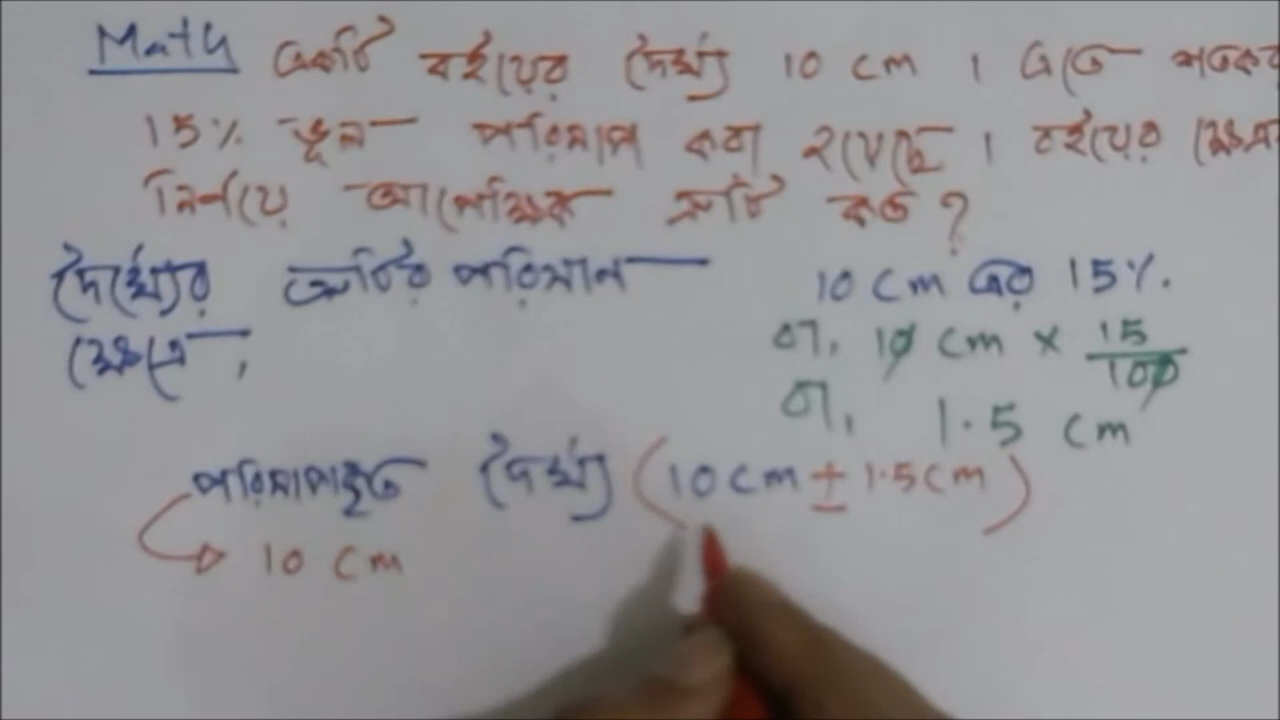 Math একটি বইয়ের দৈর্ঘ্য 10 cm । এতে শতকরা
15% ভূল পরিমাপ করা হয়েছে । বইয়ের ক্ষেত্র
নির্ণয়ে আপেক্ষিক ত্রুটি কত ?
দৈর্ঘ্যের ত্রুটির পরিমান 10 cm এর 15%.
ক্ষেত্রে, বা, 10 cm × 15/100
বা, 1.5 cm
পরিমাপকৃত দৈর্ঘ্য (10 cm ± 1.5 cm)
10 cm